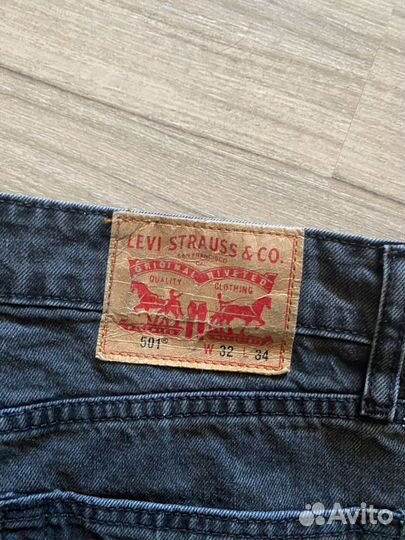 LEVI STRAUSS & CO.
SAN FRANCISCO
ORIGINAL RIVETED
QUALITY CLOTHING
501® W 32 L 34
Avito